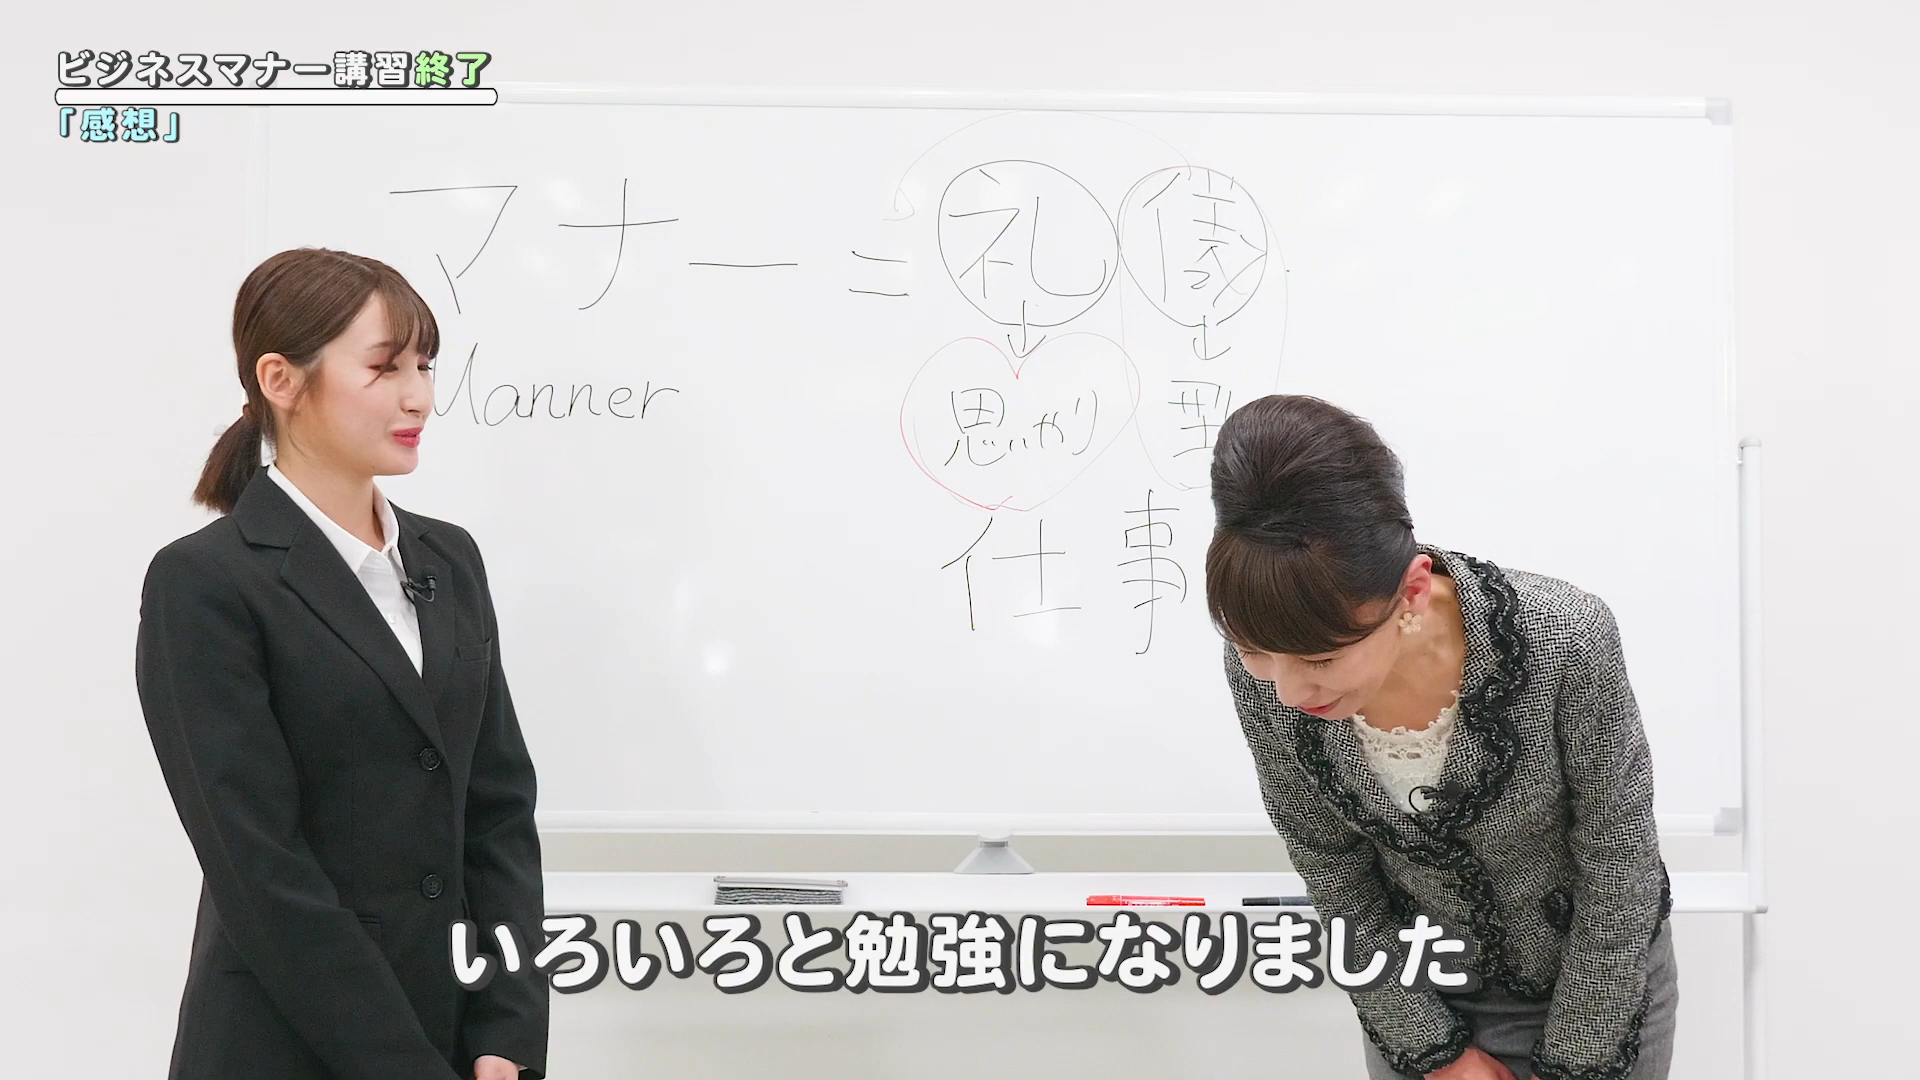 ビジネスマナー講習終了
「感想」
マナー=礼儀
↓ ↓
Manner 思いやり 型
仕事
いろいろと勉強になりました